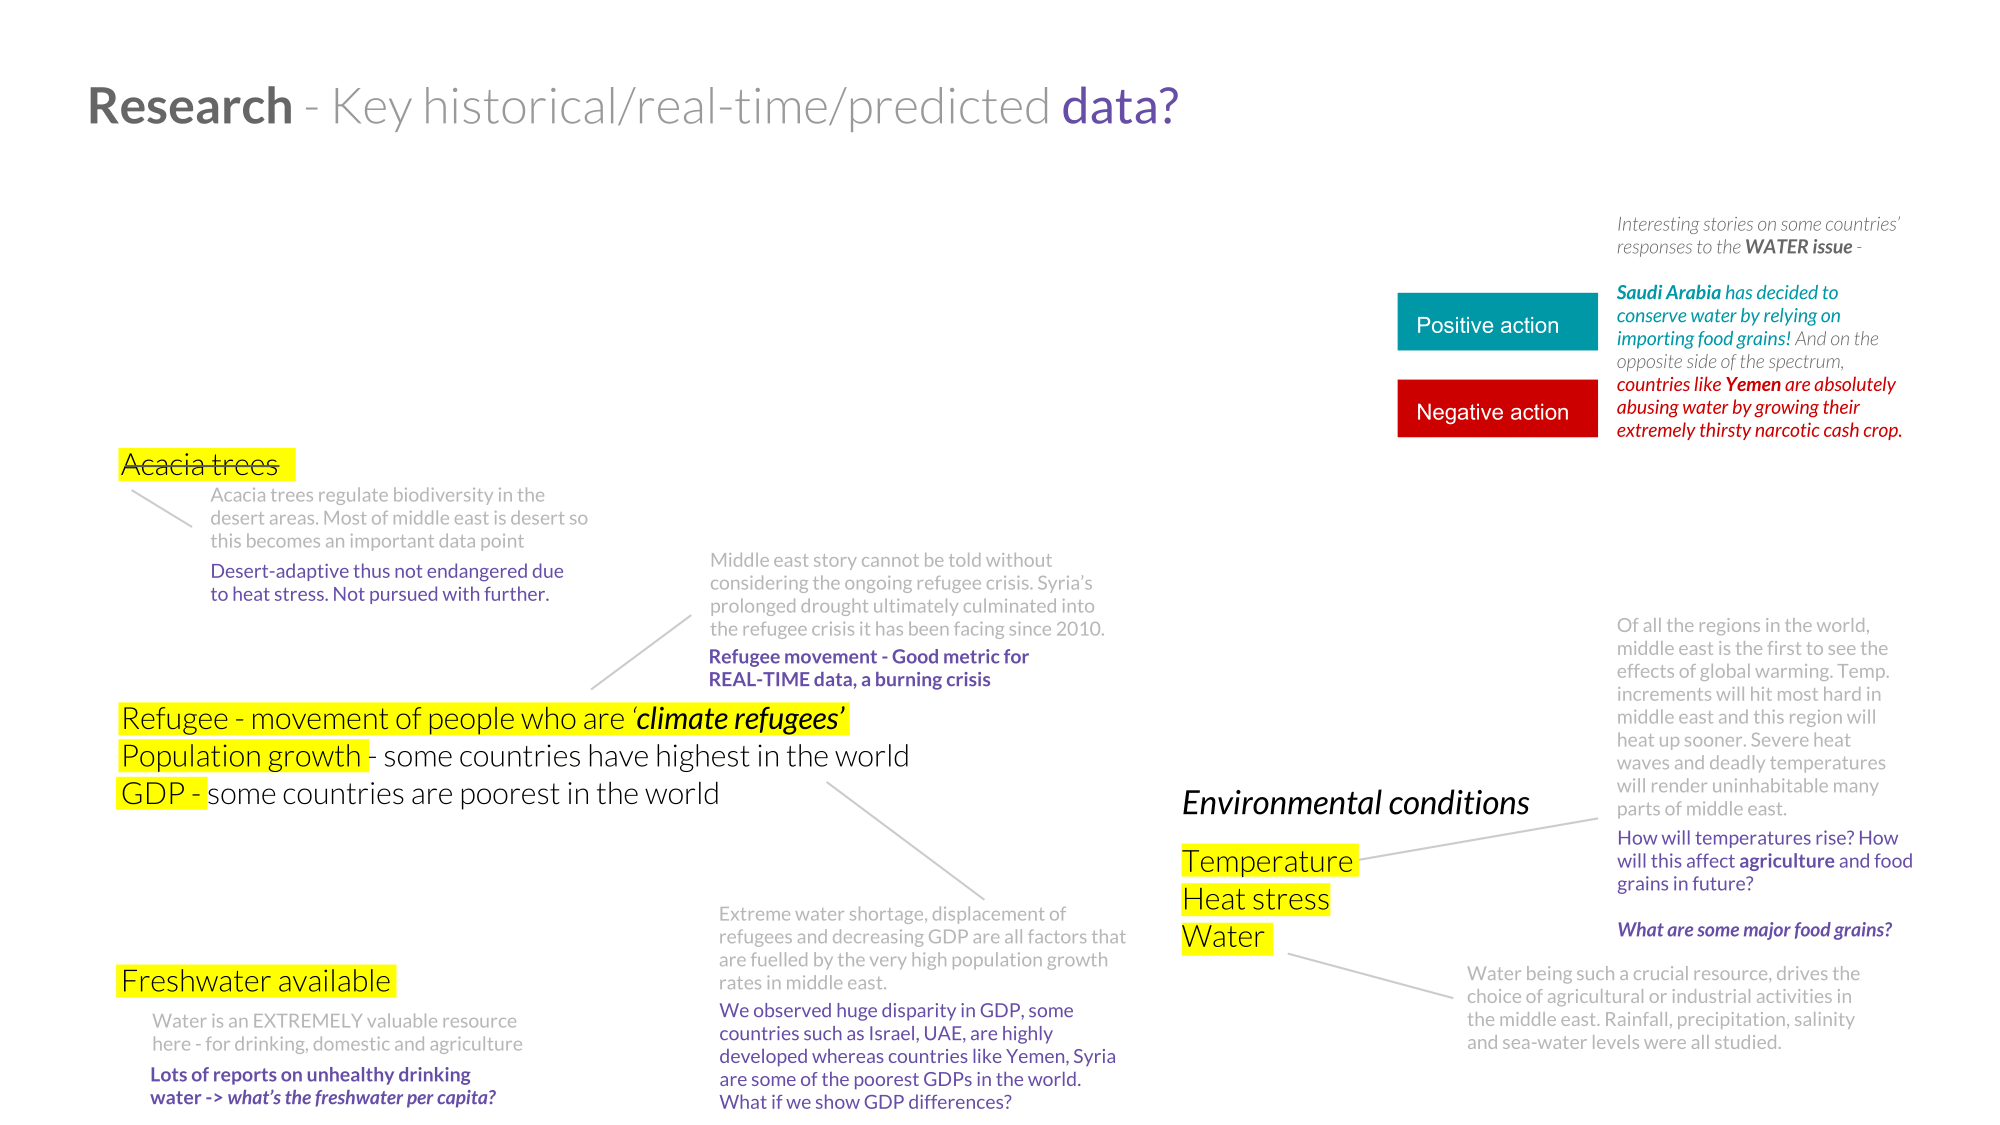 Research - Key historical/real-time/predicted data?
Interesting stories on some countries'
responses to the WATER issue -
Saudi Arabia has decided to
conserve water by relying on
importing food grains! And on the
opposite side of the spectrum,
countries like Yemen are absolutely
abusing water by growing their
extremely thirsty narcotic cash crop.
Positive action
Negative action
Acacia trees
Acacia trees regulate biodiversity in the
desert areas. Most of middle east is desert so
this becomes an important data point
Desert-adaptive thus not endangered due
to heat stress. Not pursued with further.
Middle east story cannot be told without
considering the ongoing refugee crisis. Syria's
prolonged drought ultimately culminated into
the refugee crisis it has been facing since 2010.
Refugee movement - Good metric for
REAL-TIME data, a burning crisis
Refugee - movement of people who are 'climate refugees'
Population growth - some countries have highest in the world
GDP - some countries are poorest in the world
Extreme water shortage, displacement of
refugees and decreasing GDP are all factors that
are fuelled by the very high population growth
rates in middle east.
We observed huge disparity in GDP, some
countries such as Israel, UAE, are highly
developed whereas countries like Yemen, Syria
are some of the poorest GDPs in the world.
What if we show GDP differences?
Freshwater available
Water is an EXTREMELY valuable resource
here - for drinking, domestic and agriculture
Lots of reports on unhealthy drinking
water -> what's the freshwater per capita?
Environmental conditions
Temperature
Heat stress
Water
Of all the regions in the world,
middle east is the first to see the
effects of global warming. Temp.
increments will hit most hard in
middle east and this region will
heat up sooner. Severe heat
waves and deadly temperatures
will render uninhabitable many
parts of middle east.
How will temperatures rise? How
will this affect agriculture and food
grains in future?
What are some major food grains?
Water being such a crucial resource, drives the
choice of agricultural or industrial activities in
the middle east. Rainfall, precipitation, salinity
and sea-water levels were all studied.